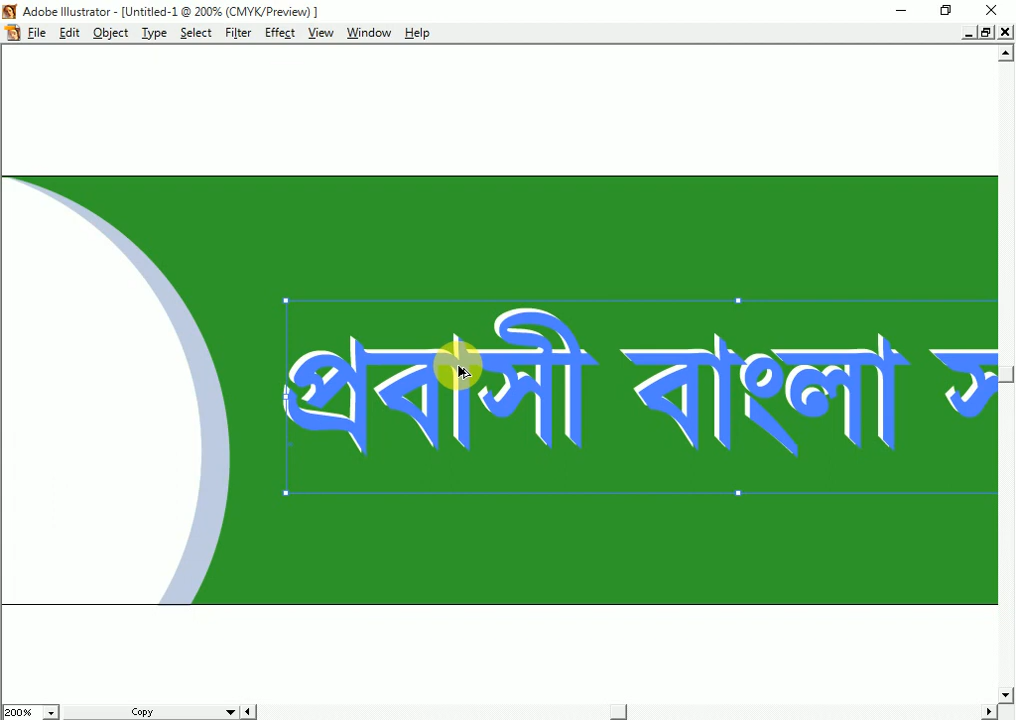 Adobe Illustrator - [Untitled-1 @ 200% (CMYK/Preview) ]
File Edit Object Type Select Filter Effect View Window Help
প্রবাসী বাংলা
200% Copy